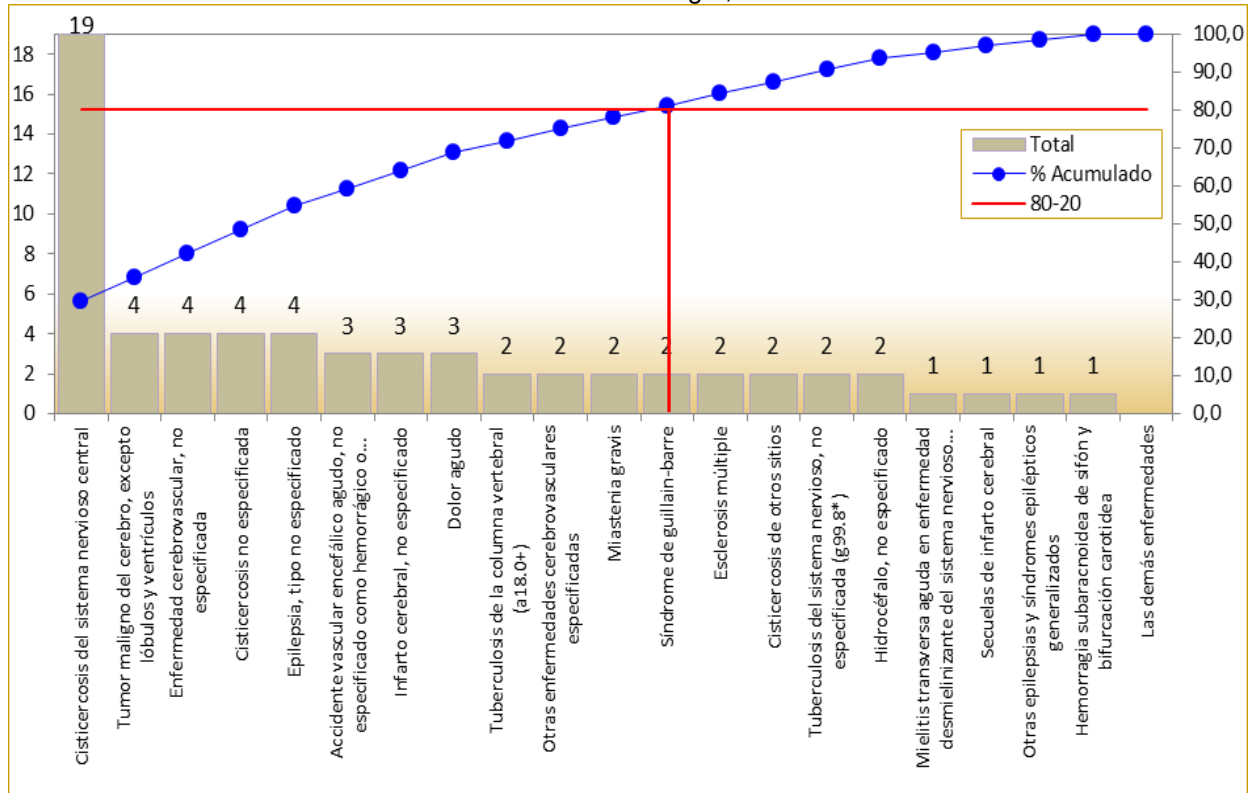 19
18
16
14
12
10
8
6
4
2
0
4
4
4
4
3
3
3
2
2
2
2
2
2
2
2
1
1
1
1
100,0
90,0
80,0
70,0
60,0
50,0
40,0
30,0
20,0
10,0
0,0
Total
% Acumulado
80-20
Cisticercosis del sistema nervioso central
Tumor maligno del cerebro, excepto
lóbulos y ventrículos
Enfermedad cerebrovascular, no
especificada
Cisticercosis no especificada
Epilepsia, tipo no especificado
Accidente vascular encefálico agudo, no
especificado como hemorrágico o...
Infarto cerebral, no especificado
Dolor agudo
Tuberculosis de la columna vertebral
(a18.0+)
Otras enfermedades cerebrovasculares
especificadas
Miastenia gravis
Síndrome de guillain-barre
Esclerosis múltiple
Cisticercosis de otros sitios
Tuberculosis del sistema nervioso, no
especificada (g99.8*)
Hidrocéfalo, no especificado
Mielitis transversa aguda en enfermedad
desmielinizante del sistema nervioso...
Secuelas de infarto cerebral
Otras epilepsias y síndromes epilépticos
generalizados
Hemorragia subaracnoidea de sifón y
bifurcación carotídea
Las demás enfermedades